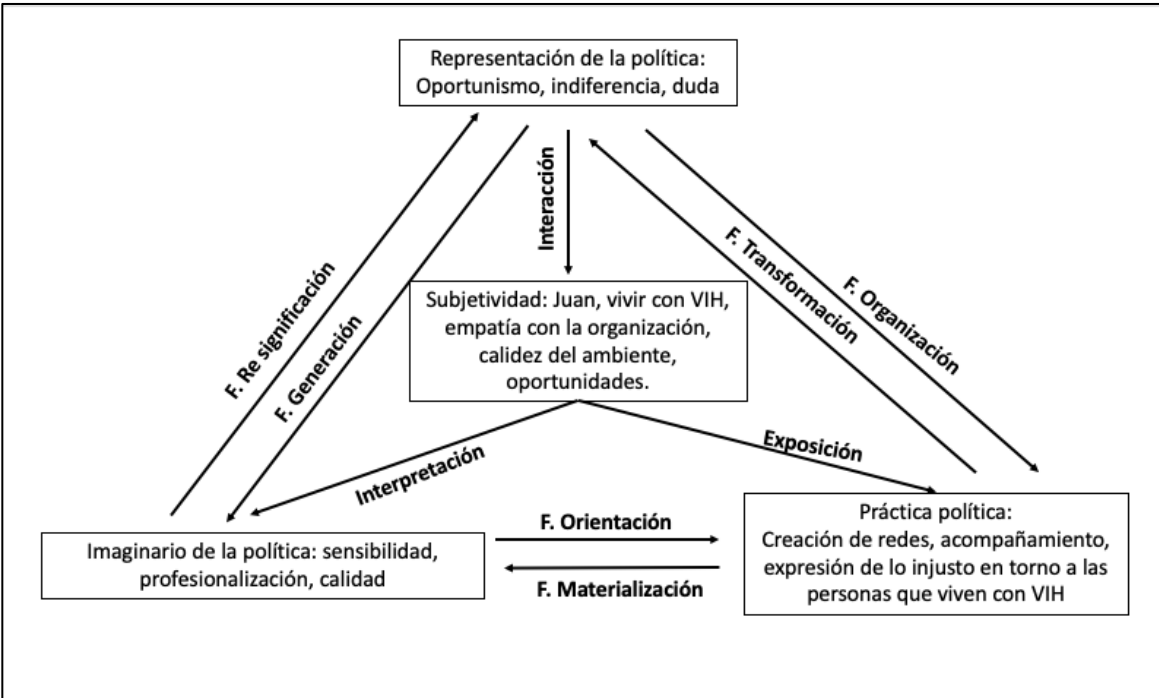 Representación de la política:
Oportunismo, indiferencia, duda
Interacción
F. Transformación
F. Organización
F. Re significación
F. Generación
Subjetividad: Juan, vivir con VIH,
empatía con la organización,
calidez del ambiente,
oportunidades.
Interpretación
Exposición
Imaginario de la política: sensibilidad,
profesionalización, calidad
F. Orientación
F. Materialización
Práctica política:
Creación de redes, acompañamiento,
expresión de lo injusto en torno a las
personas que viven con VIH